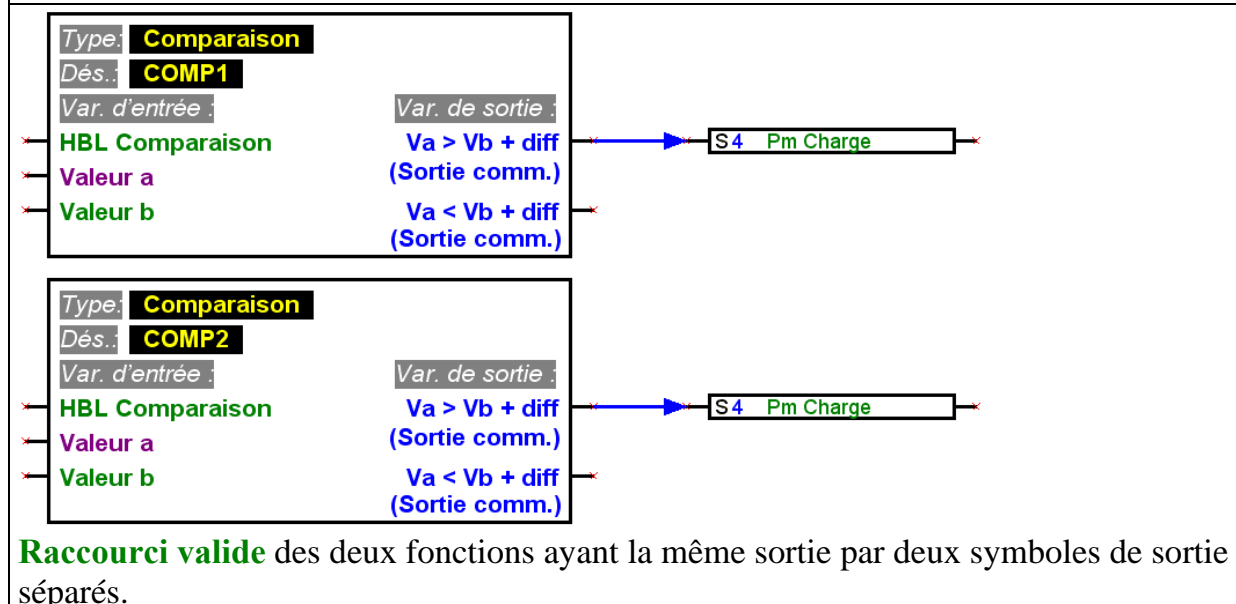 Type: Comparaison
Dés.: COMP1
Var. d'entrée : Var. de sortie :
HBL Comparaison Va > Vb + diff S4 Pm Charge
Valeur a (Sortie comm.)
Valeur b Va < Vb + diff
(Sortie comm.)
Type: Comparaison
Dés.: COMP2
Var. d'entrée : Var. de sortie :
HBL Comparaison Va > Vb + diff S4 Pm Charge
Valeur a (Sortie comm.)
Valeur b Va < Vb + diff
(Sortie comm.)
Raccourci valide des deux fonctions ayant la même sortie par deux symboles de sortie
séparés.